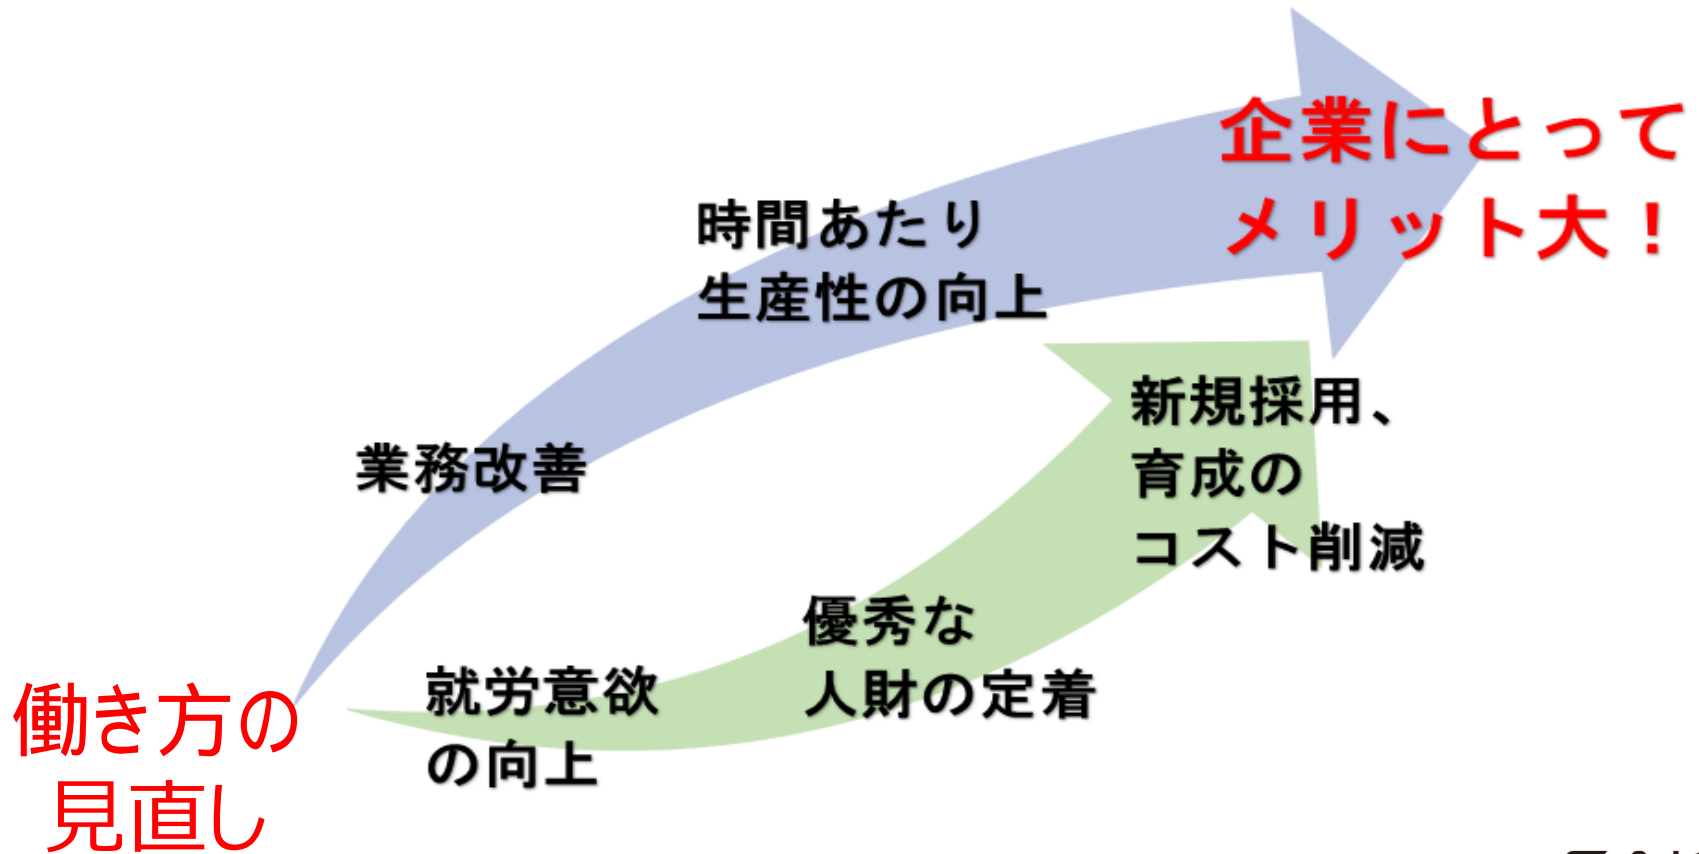 企業にとって
メリット大！
時間あたり
生産性の向上
新規採用、
育成の
コスト削減
業務改善
優秀な
人財の定着
就労意欲
の向上
働き方の
見直し